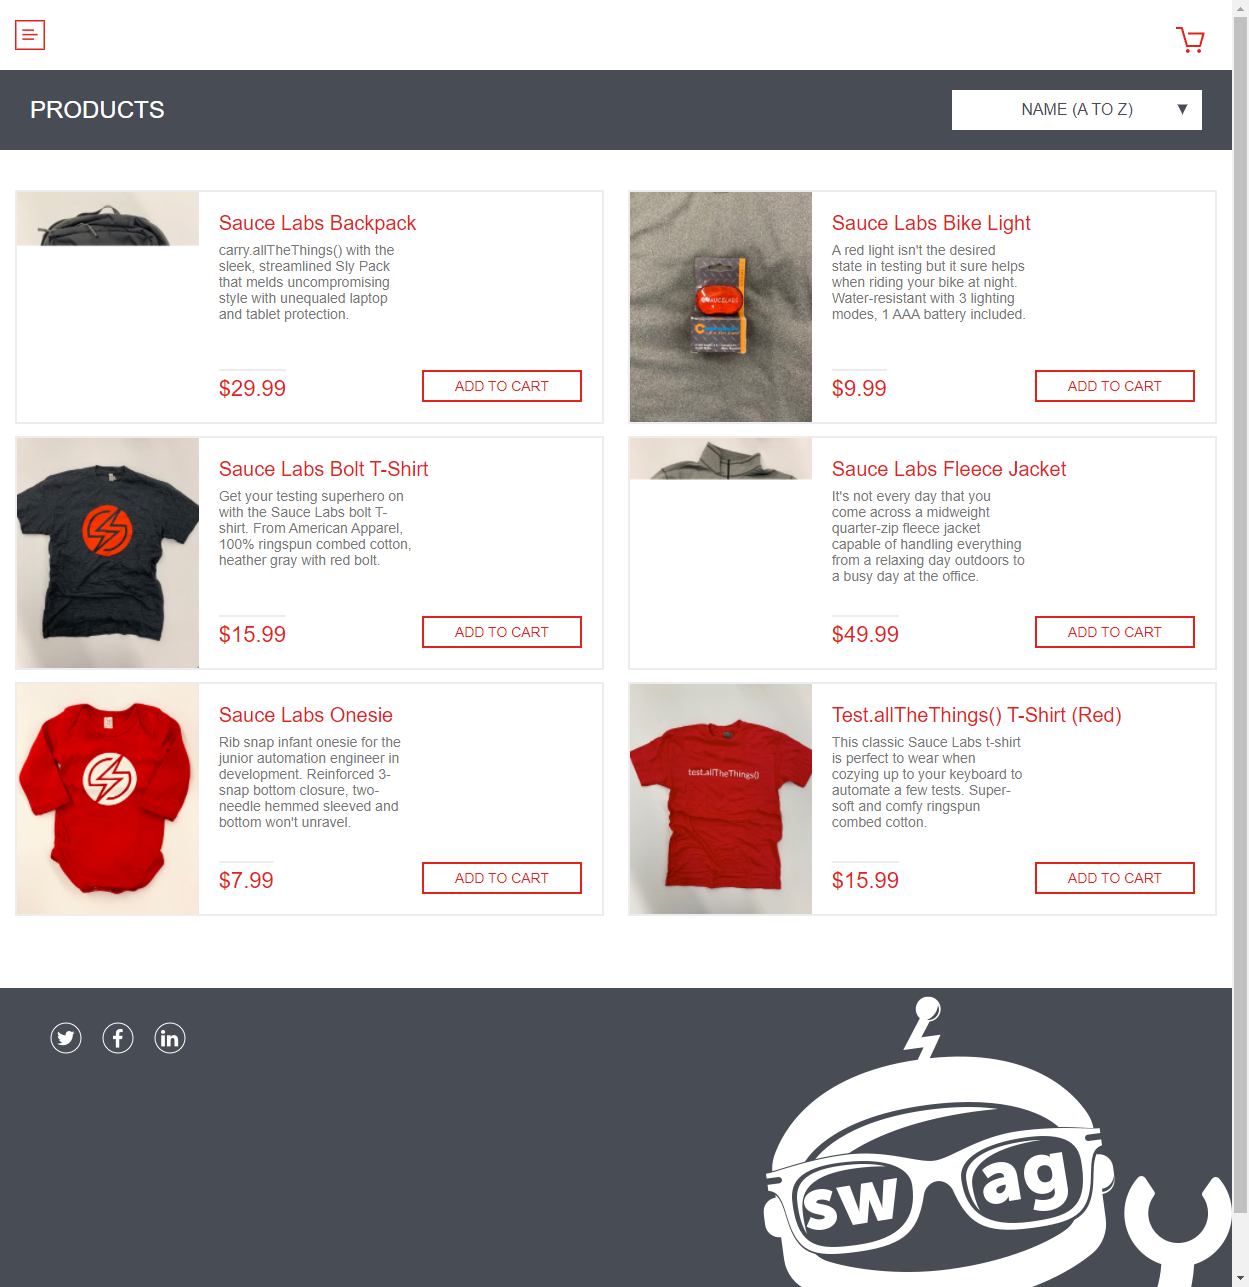 PRODUCTS
NAME (A TO Z)
Sauce Labs Backpack
carry.allTheThings() with the
sleek, streamlined Sly Pack
that melds uncompromising
style with unequaled laptop
and tablet protection.
$29.99
ADD TO CART
Sauce Labs Bike Light
A red light isn't the desired
state in testing but it sure helps
when riding your bike at night.
Water-resistant with 3 lighting
modes, 1 AAA battery included.
$9.99
ADD TO CART
SAUCELABS
Sauce Labs Bolt T-Shirt
Get your testing superhero on
with the Sauce Labs bolt T-
shirt. From American Apparel,
100% ringspun combed cotton,
heather gray with red bolt.
$15.99
ADD TO CART
Sauce Labs Fleece Jacket
It's not every day that you
come across a midweight
quarter-zip fleece jacket
capable of handling everything
from a relaxing day outdoors to
a busy day at the office.
$49.99
ADD TO CART
Sauce Labs Onesie
Rib snap infant onesie for the
junior automation engineer in
development. Reinforced 3-
snap bottom closure, two-
needle hemmed sleeved and
bottom won't unravel.
$7.99
ADD TO CART
test.allTheThings()
Test.allTheThings() T-Shirt (Red)
This classic Sauce Labs t-shirt
is perfect to wear when
cozying up to your keyboard to
automate a few tests. Super-
soft and comfy ringspun
combed cotton.
$15.99
ADD TO CART
swag